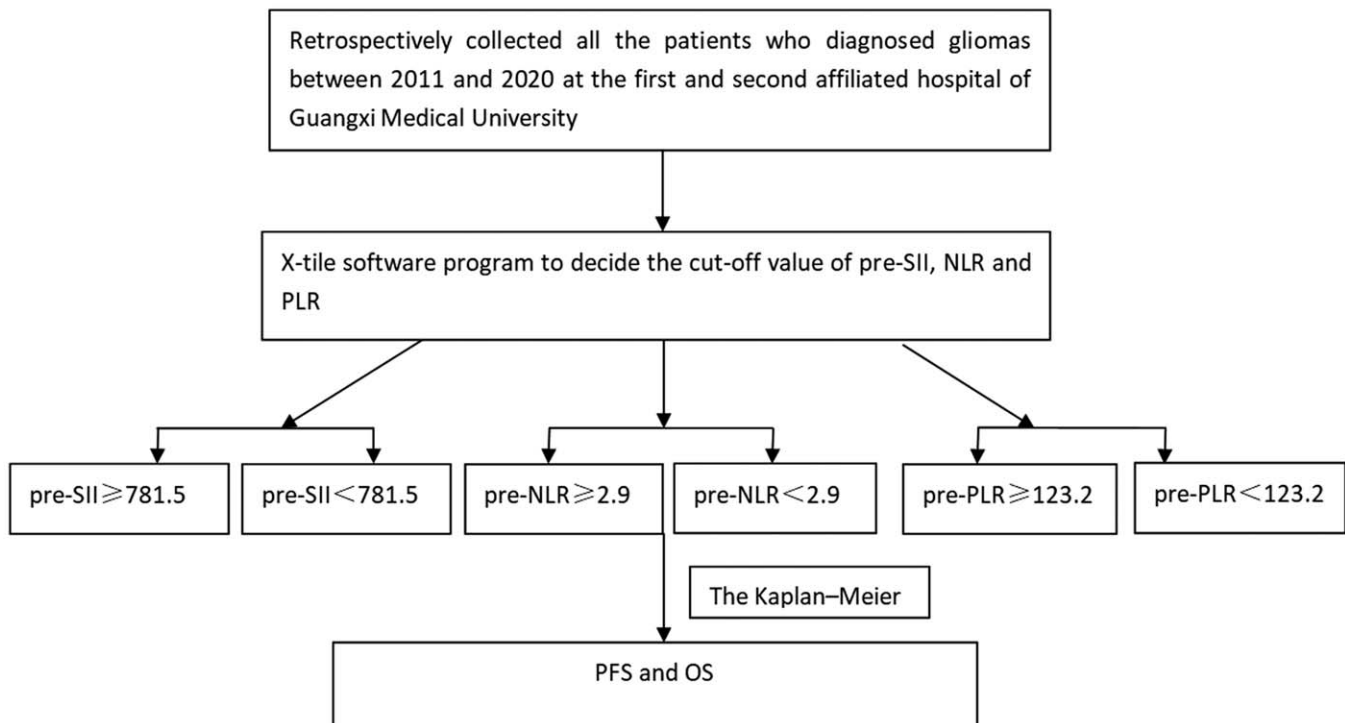 Retrospectively collected all the patients who diagnosed gliomas
between 2011 and 2020 at the first and second affiliated hospital of
Guangxi Medical University
X-tile software program to decide the cut-off value of pre-SII, NLR and
PLR
pre-SII≥781.5
pre-SII<781.5
pre-NLR≥2.9
pre-NLR<2.9
pre-PLR≥123.2
pre-PLR<123.2
The Kaplan–Meier
PFS and OS